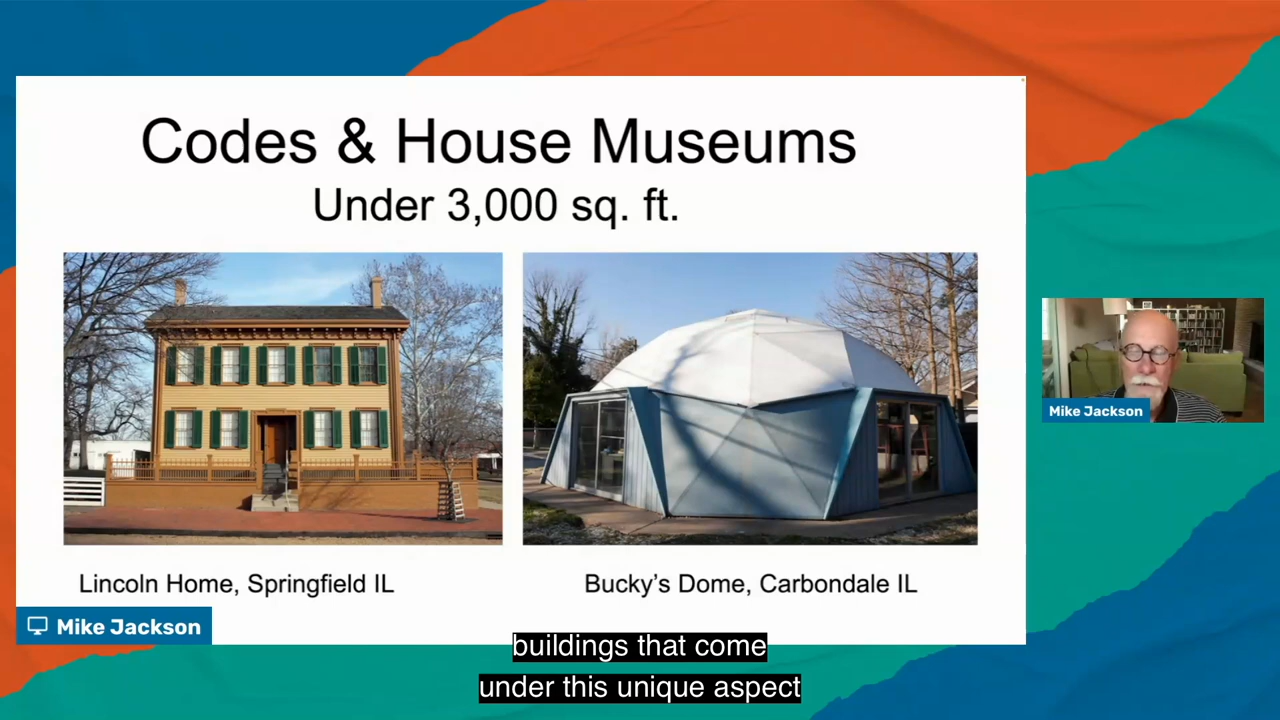 Codes & House Museums
Under 3,000 sq. ft.
Lincoln Home, Springfield IL
Bucky's Dome, Carbondale IL
Mike Jackson
Mike Jackson
buildings that come
under this unique aspect